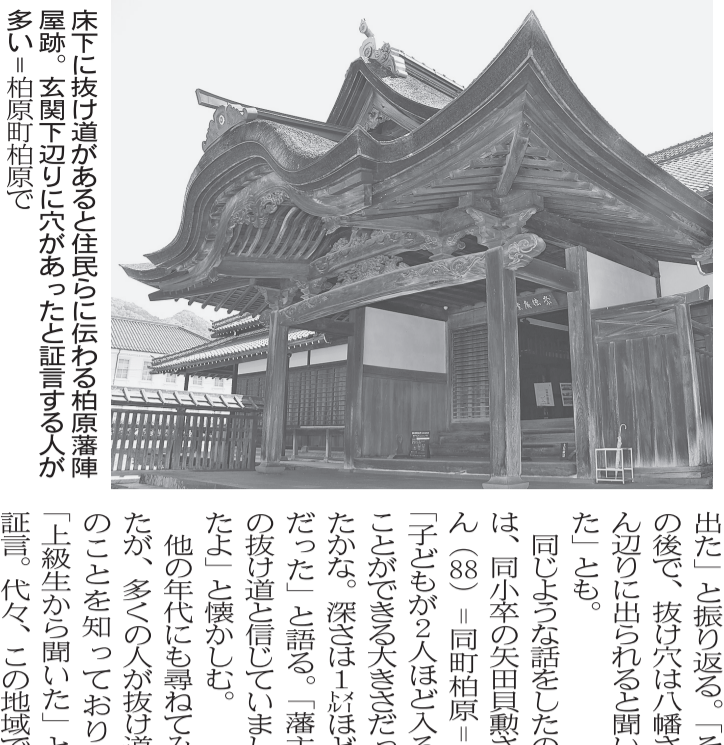 床下に抜け道があると住民らに伝わる柏原藩陣
屋跡。玄関下辺りに穴があったと証言する人が
多い＝柏原町柏原で
出た」と振り返る。「そ
の後で、抜け穴は八幡さ
ん辺りに出られると聞い
た」とも。
同じような話をしたの
は、同小卒の矢田貝勲さ
ん（88）＝同町柏原＝
「子どもが2人ほど入る
ことができる大きさだっ
たかな。深さは1㍍ほど
だった」と語る。「藩主
の抜け道と信じていまし
たよ」と懐かしむ。
他の年代にも尋ねてみ
たが、多くの人が抜け道
のことを知っており
「上級生から聞いた」と
証言。代々、この地域で